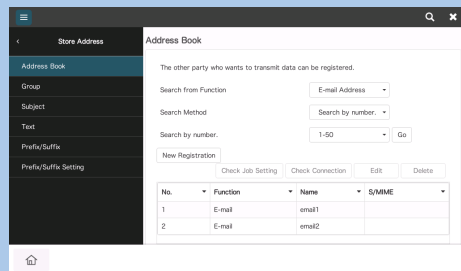 Store Address
Address Book
Address Book
Group
Subject
Text
Prefix/Suffix
Prefix/Suffix Setting
The other party who wants to transmit data can be registered.
Search from Function
E-mail Address
Search Method
Search by number.
Search by number.
1-50
Go
New Registration
Check Job Setting
Check Connection
Edit
Delete
No.
Function
Name
S/MIME
1
E-mail
email1
2
E-mail
email2